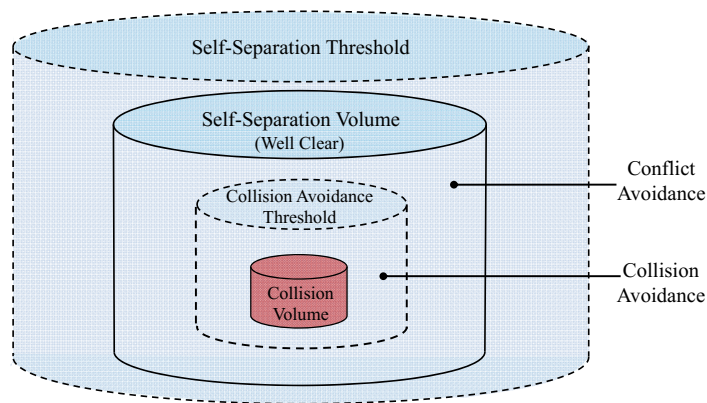 Self-Separation Threshold
Self-Separation Volume
(Well Clear)
Conflict
Avoidance
Collision Avoidance
Threshold
Collision
Avoidance
Collision
Volume